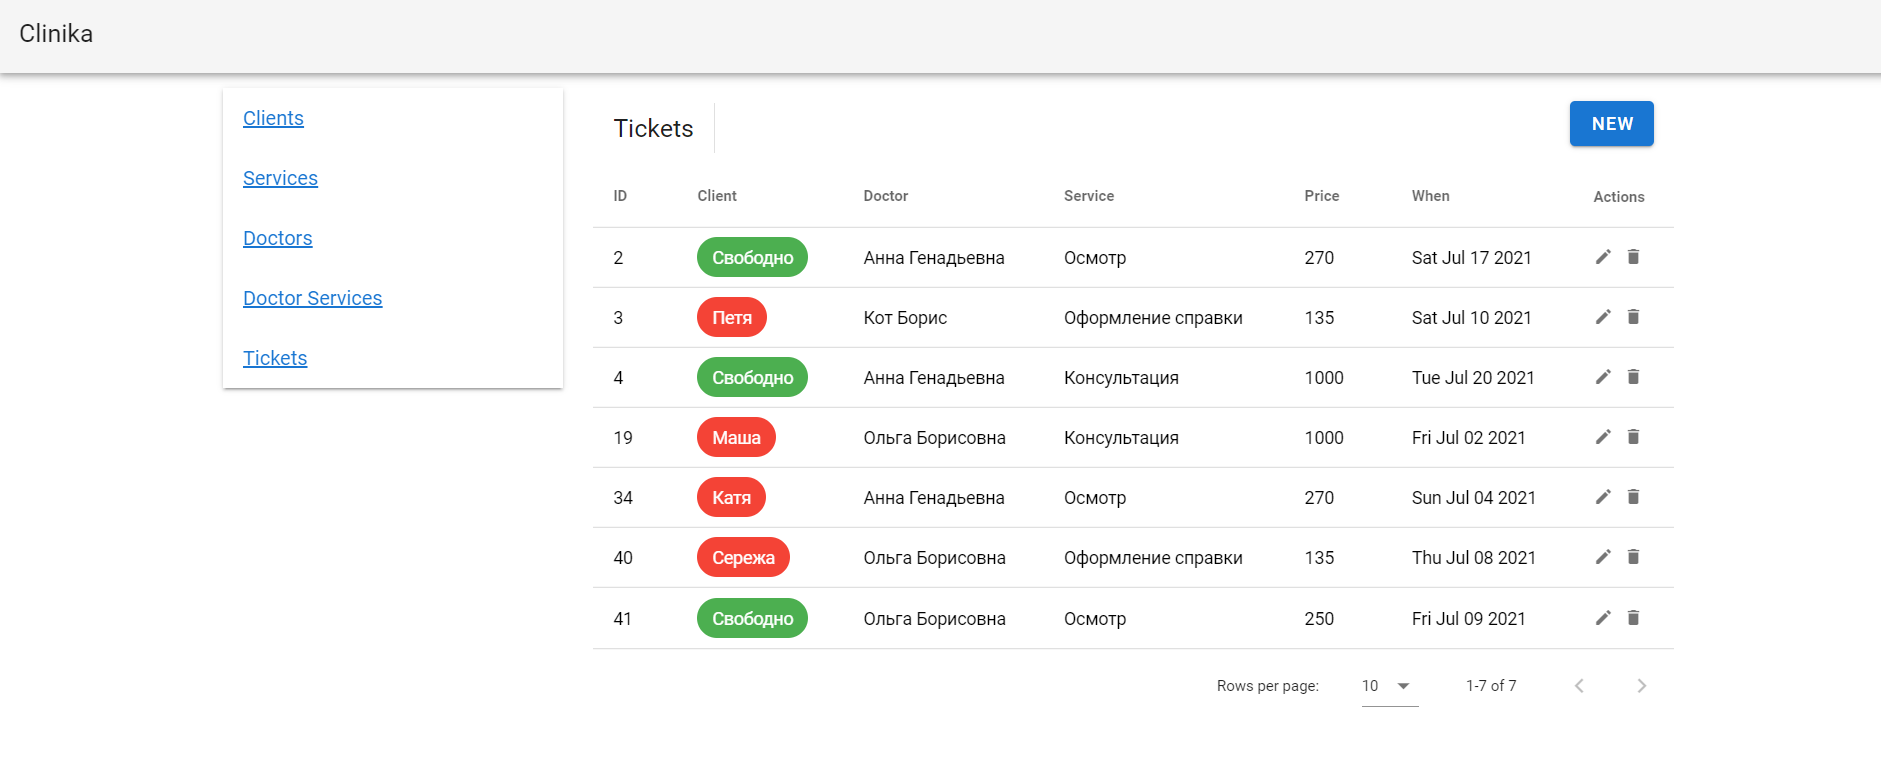 Clinika
Clients
Services
Doctors
Doctor Services
Tickets
Tickets
NEW
ID Client Doctor Service Price When Actions
2 Свободно Анна Генадьевна Осмотр 270 Sat Jul 17 2021
3 Петя Кот Борис Оформление справки 135 Sat Jul 10 2021
4 Свободно Анна Генадьевна Консультация 1000 Tue Jul 20 2021
19 Маша Ольга Борисовна Консультация 1000 Fri Jul 02 2021
34 Катя Анна Генадьевна Осмотр 270 Sun Jul 04 2021
40 Сережа Ольга Борисовна Оформление справки 135 Thu Jul 08 2021
41 Свободно Ольга Борисовна Осмотр 250 Fri Jul 09 2021
Rows per page: 10 1-7 of 7